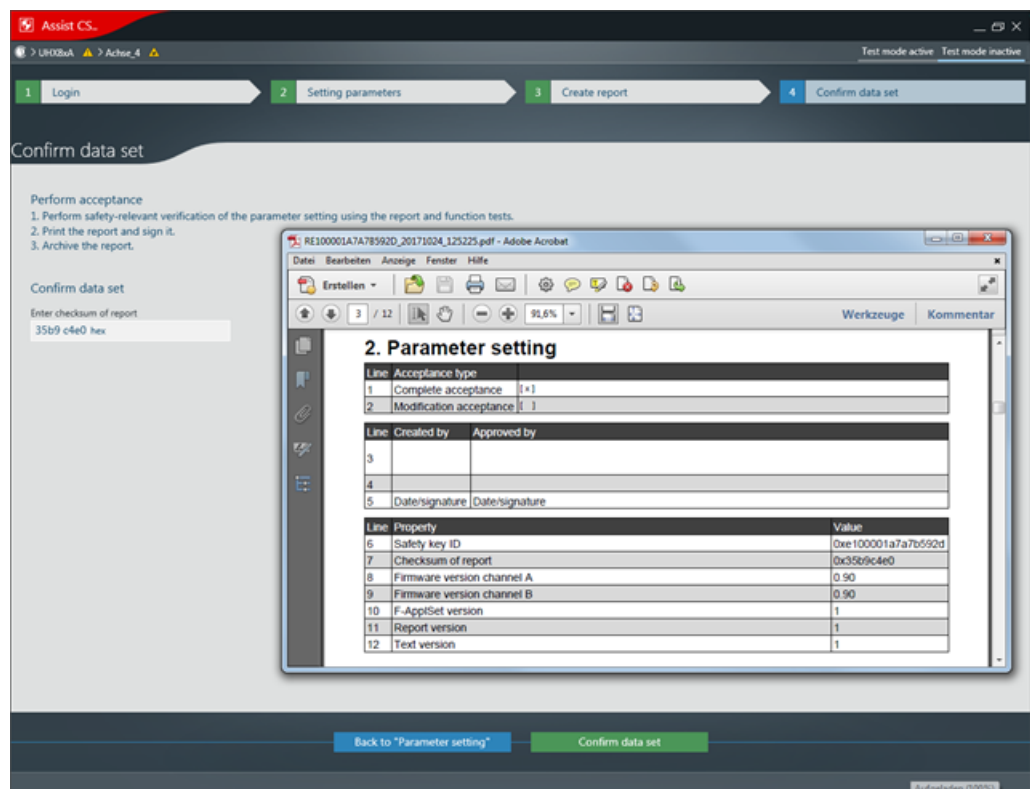 Assist CS..
> UHX8xA > Achse_4
Test mode active Test mode inactive
1 Login
2 Setting parameters
3 Create report
4 Confirm data set
Confirm data set
Perform acceptance
1. Perform safety-relevant verification of the parameter setting using the report and function tests.
2. Print the report and sign it.
3. Archive the report.
Confirm data set
Enter checksum of report
35b9 c4e0 hex
RE100001A7A7B592D_20171024_125225.pdf - Adobe Acrobat
Datei Bearbeiten Anzeige Fenster Hilfe
Erstellen
3 / 12 91,6% Werkzeuge Kommentar
2. Parameter setting
Line Acceptance type
1 Complete acceptance [x]
2 Modification acceptance [ ]
Line Created by Approved by
3
4
5 Date/signature Date/signature
Line Property Value
6 Safety key ID 0xe100001a7a7b592d
7 Checksum of report 0x35b9c4e0
8 Firmware version channel A 0.90
9 Firmware version channel B 0.90
10 F-ApplSet version 1
11 Report version 1
12 Text version 1
Back to "Parameter setting" Confirm data set